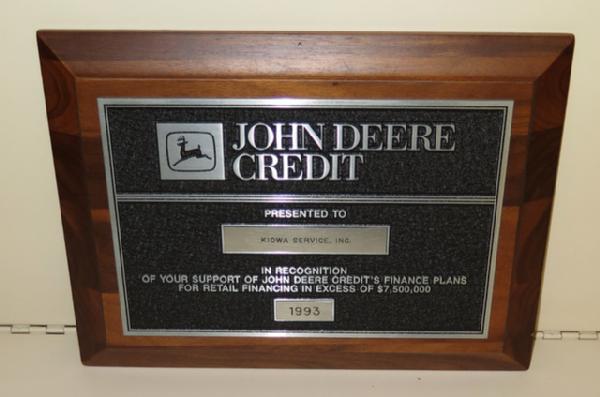 JOHN DEERE
CREDIT
PRESENTED TO
KIOWA SERVICE, INC.
IN RECOGNITION
OF YOUR SUPPORT OF JOHN DEERE CREDIT'S FINANCE PLANS
FOR RETAIL FINANCING IN EXCESS OF $7,500,000
1993